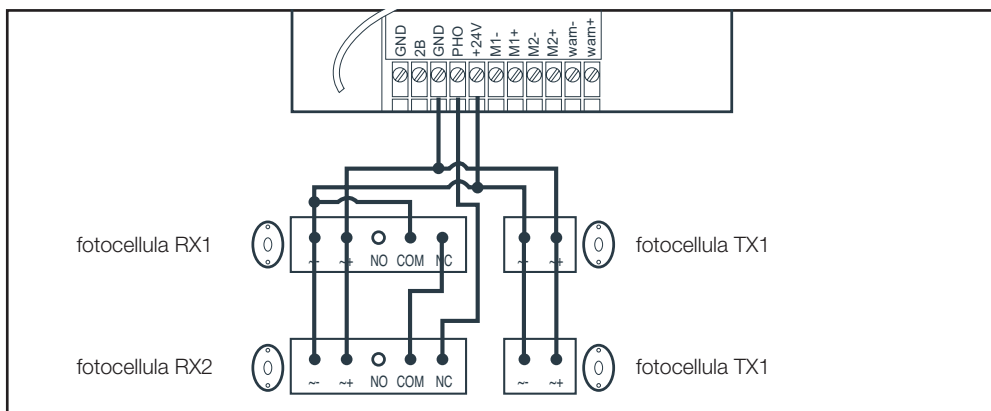 GND 2B GND PHO +24V M1- M1+ M2- M2+ wam- wam+
fotocellula RX1
~- ~+ NO COM NC
~- ~+
fotocellula TX1
fotocellula RX2
~- ~+ NO COM NC
~- ~+
fotocellula TX1